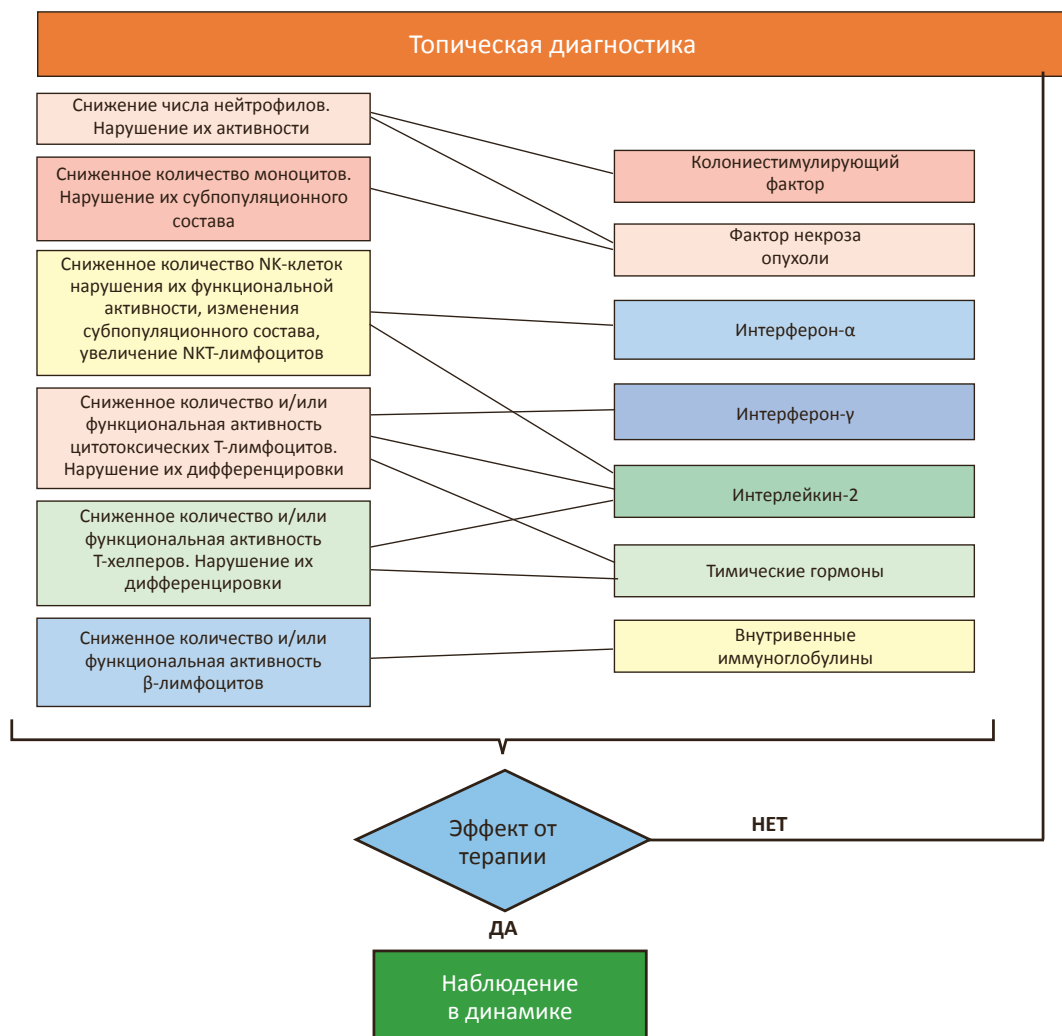 Топическая диагностика
Снижение числа нейтрофилов.
Нарушение их активности
Сниженное количество моноцитов.
Нарушение их субпопуляционного
состава
Сниженное количество NK-клеток
нарушения их функциональной
активности, изменения
субпопуляционного состава,
увеличение NKT-лимфоцитов
Сниженное количество и/или
функциональная активность
цитотоксических Т-лимфоцитов.
Нарушение их дифференцировки
Сниженное количество и/или
функциональная активность
Т-хелперов. Нарушение их
дифференцировки
Сниженное количество и/или
функциональная активность
β-лимфоцитов
Колониестимулирующий
фактор
Фактор некроза
опухоли
Интерферон-α
Интерферон-γ
Интерлейкин-2
Тимические гормоны
Внутривенные
иммуноглобулины
Эффект от
терапии
НЕТ
ДА
Наблюдение
в динамике